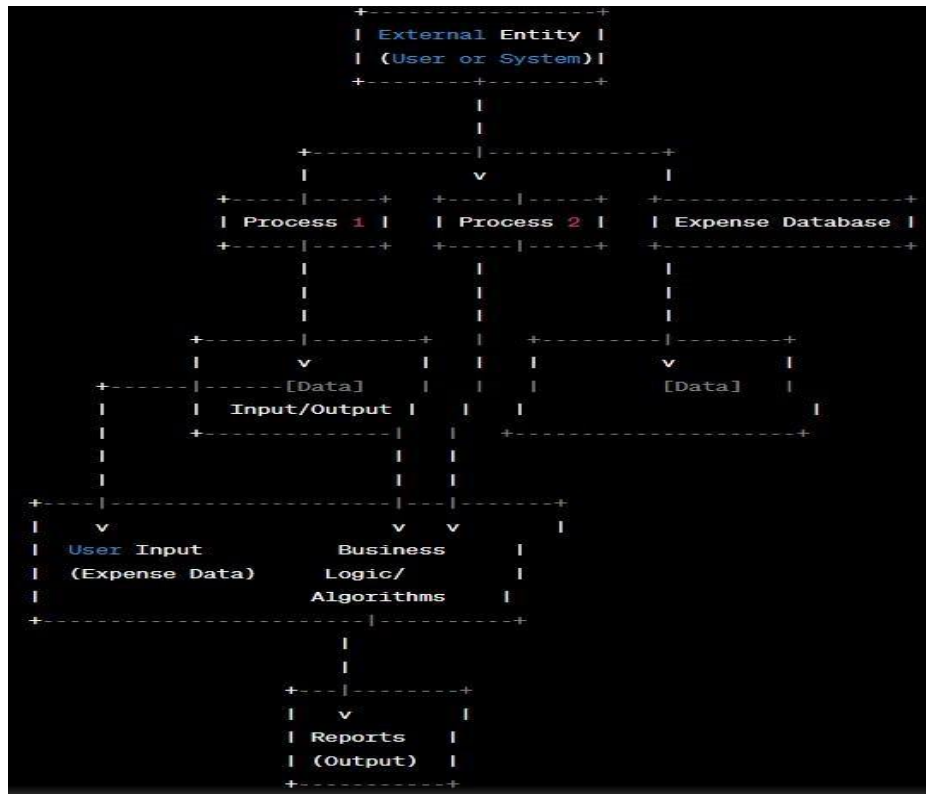 External Entity
(User or System)
Process 1
Process 2
Expense Database
[Data]
[Data]
Input/Output
User Input
Business
(Expense Data)
Logic/
Algorithms
Reports
(Output)